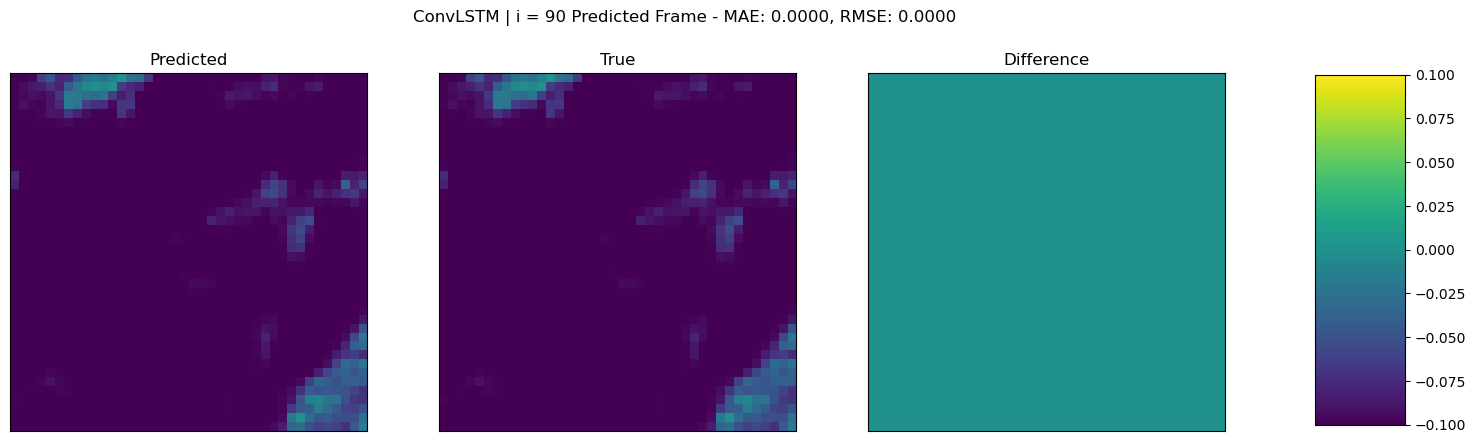 ConvLSTM | i = 90 Predicted Frame - MAE: 0.0000, RMSE: 0.0000
Predicted
True
Difference
0.100
0.075
0.050
0.025
0.000
−0.025
−0.050
−0.075
−0.100